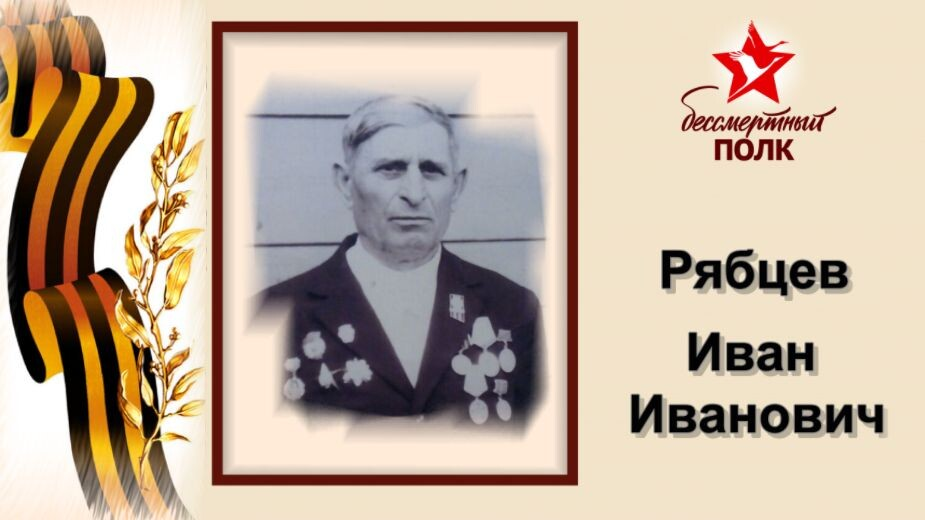 бессмертный
ПОЛК
Рябцев
Иван
Иванович